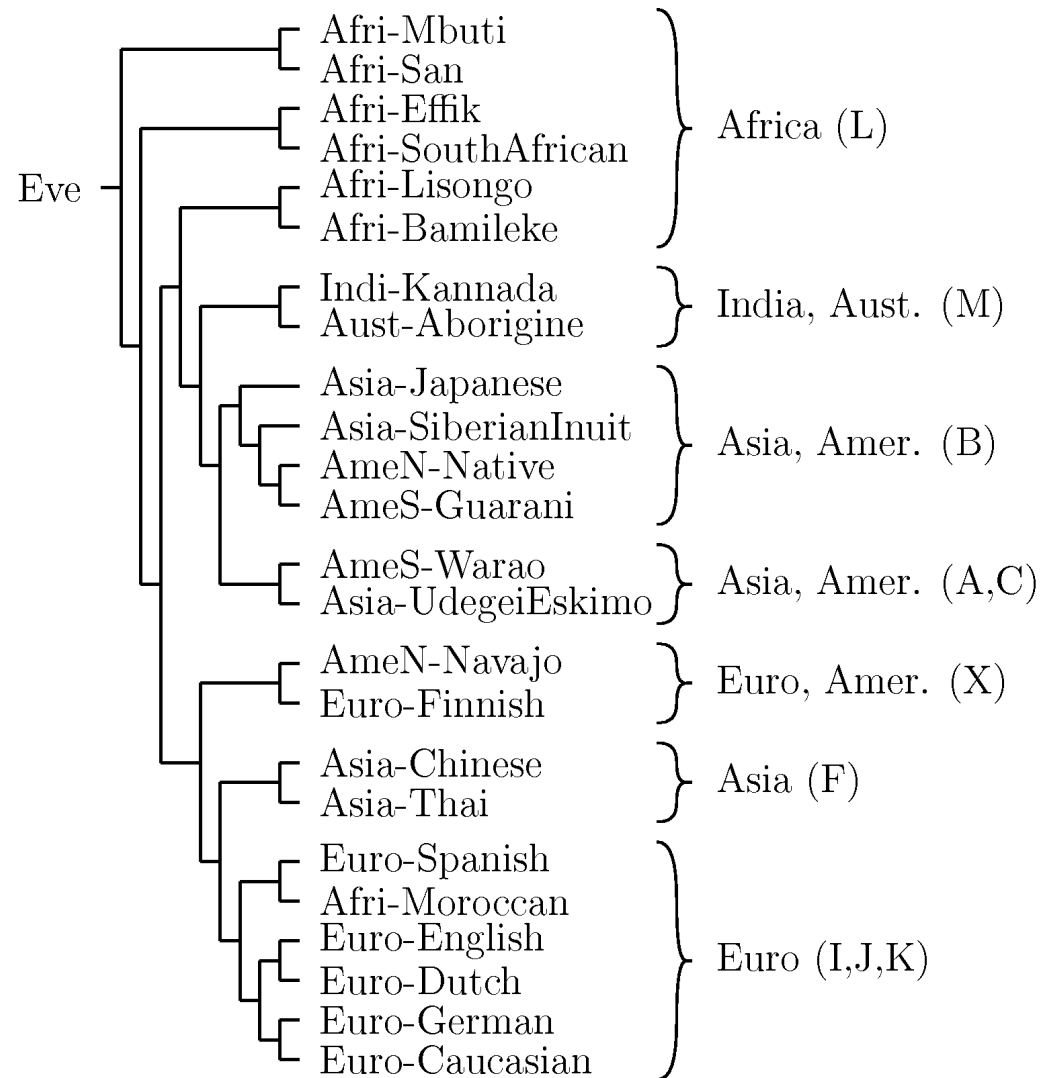 Eve
Afri-Mbuti
Afri-San
Afri-Effik
Afri-SouthAfrican
Afri-Lisongo
Afri-Bamileke
Africa (L)
Indi-Kannada
Aust-Aborigine
India, Aust. (M)
Asia-Japanese
Asia-SiberianInuit
AmeN-Native
AmeS-Guarani
Asia, Amer. (B)
AmeS-Warao
Asia-UdegeiEskimo
Asia, Amer. (A,C)
AmeN-Navajo
Euro-Finnish
Euro, Amer. (X)
Asia-Chinese
Asia-Thai
Asia (F)
Euro-Spanish
Afri-Moroccan
Euro-English
Euro-Dutch
Euro-German
Euro-Caucasian
Euro (I,J,K)